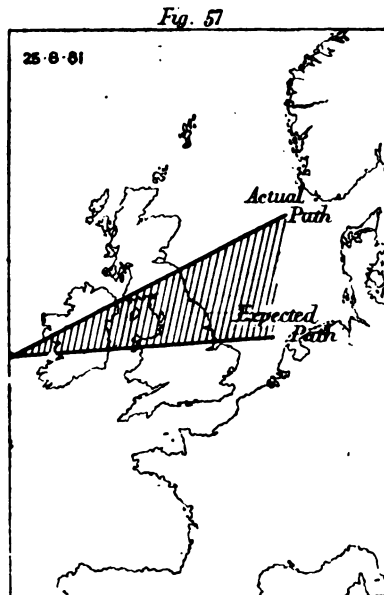 Fig. 57
25·8·81
Actual
Path
Expected
Path